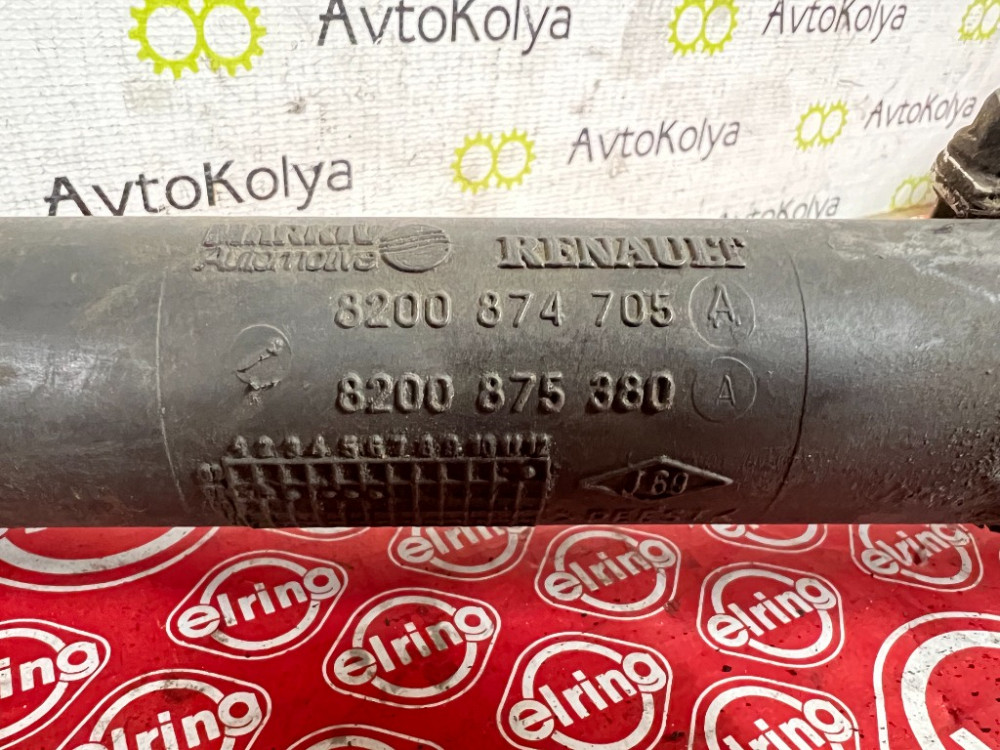 AvtoKolya
AvtoKolya
AvtoKolya
AvtoKolya
AvtoKolya
AvtoKolya
MARKIV
Automotive
RENAULT
8200 874 705 A
8200 875 380 A
1 2 3 4 5 6 7 8 9 10 11 12
elring
elring
elring
elring
elring
elring
elring
elring
elring
elring
elring